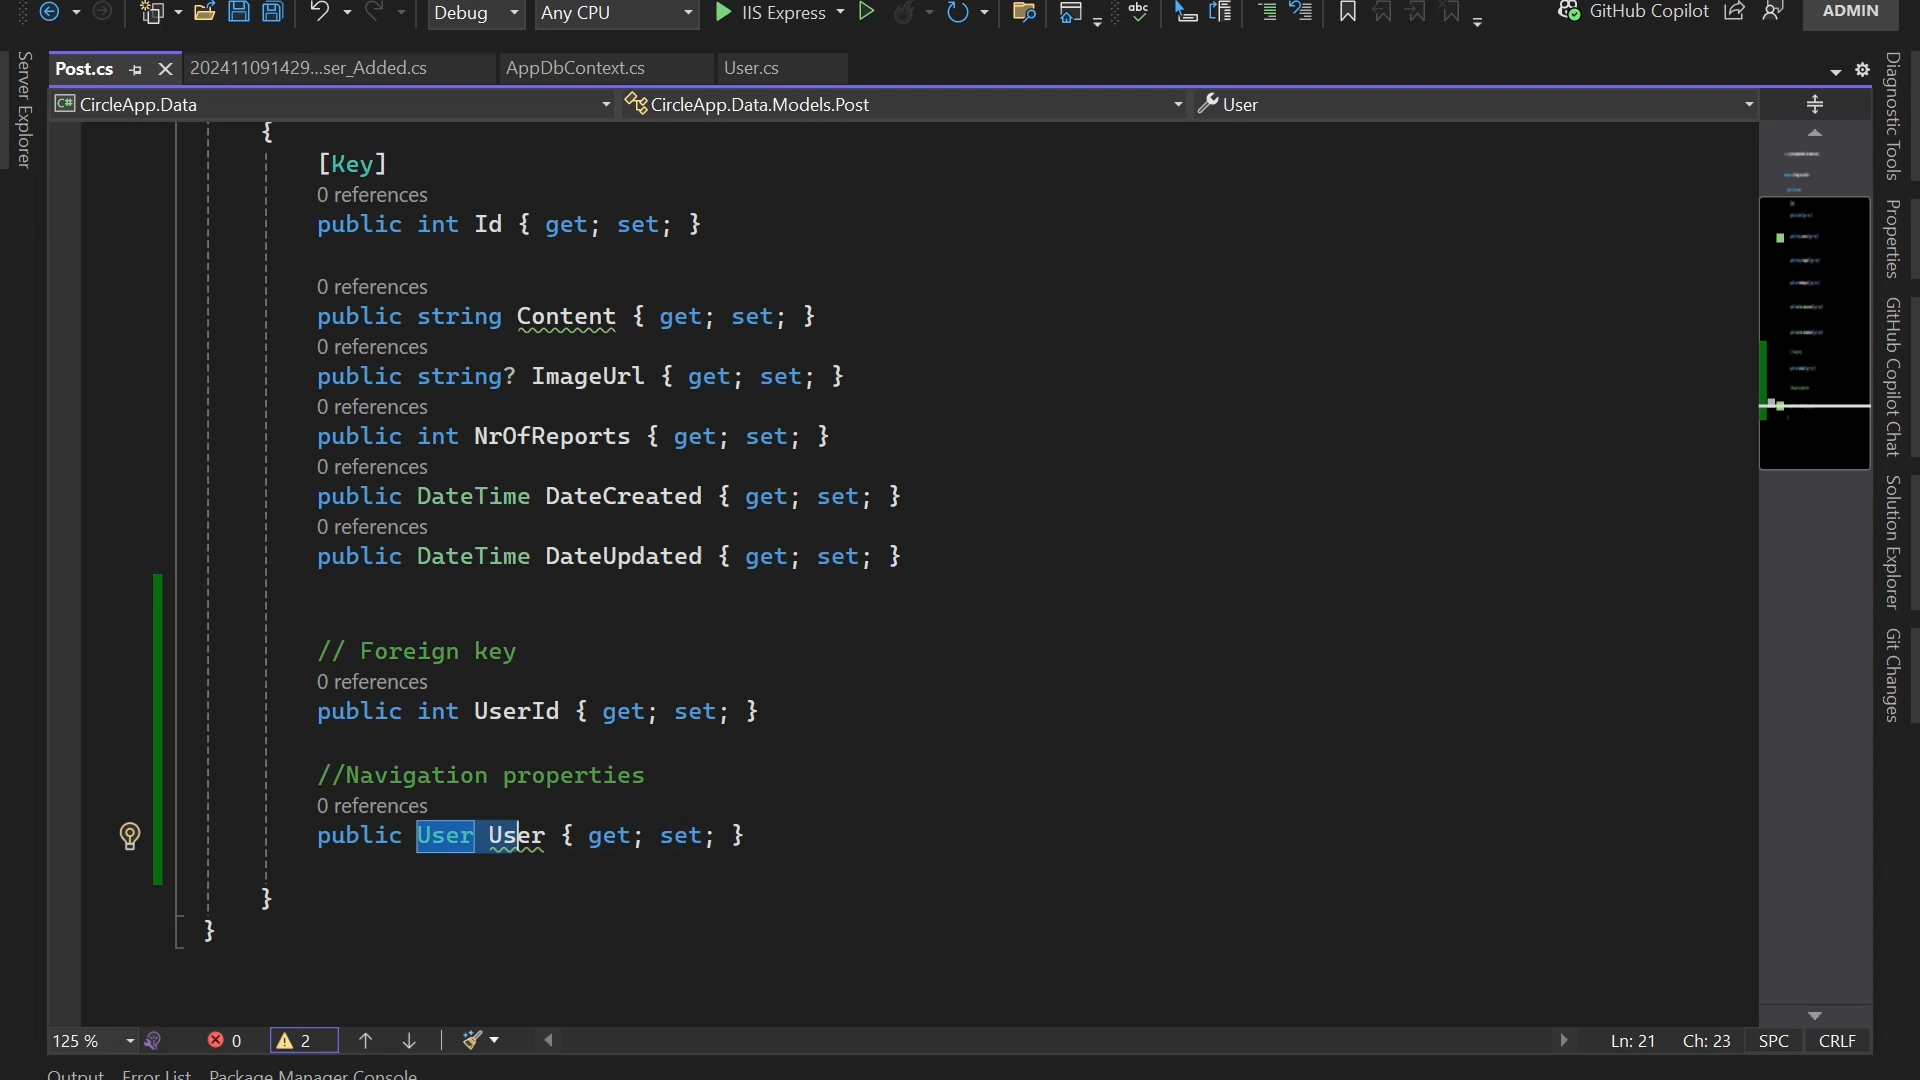 Debug Any CPU IIS Express GitHub Copilot ADMIN
Server Explorer
Post.cs 202411091429...ser_Added.cs AppDbContext.cs User.cs
C# CircleApp.Data CircleApp.Data.Models.Post User
{
[Key]
0 references
public int Id { get; set; }
0 references
public string Content { get; set; }
0 references
public string? ImageUrl { get; set; }
0 references
public int NrOfReports { get; set; }
0 references
public DateTime DateCreated { get; set; }
0 references
public DateTime DateUpdated { get; set; }
// Foreign key
0 references
public int UserId { get; set; }
//Navigation properties
0 references
public User User { get; set; }
}
}
Diagnostic Tools
Properties
GitHub Copilot Chat
Solution Explorer
Git Changes
125 % 0 2 Ln: 21 Ch: 23 SPC CRLF
Output Error List Package Manager Console